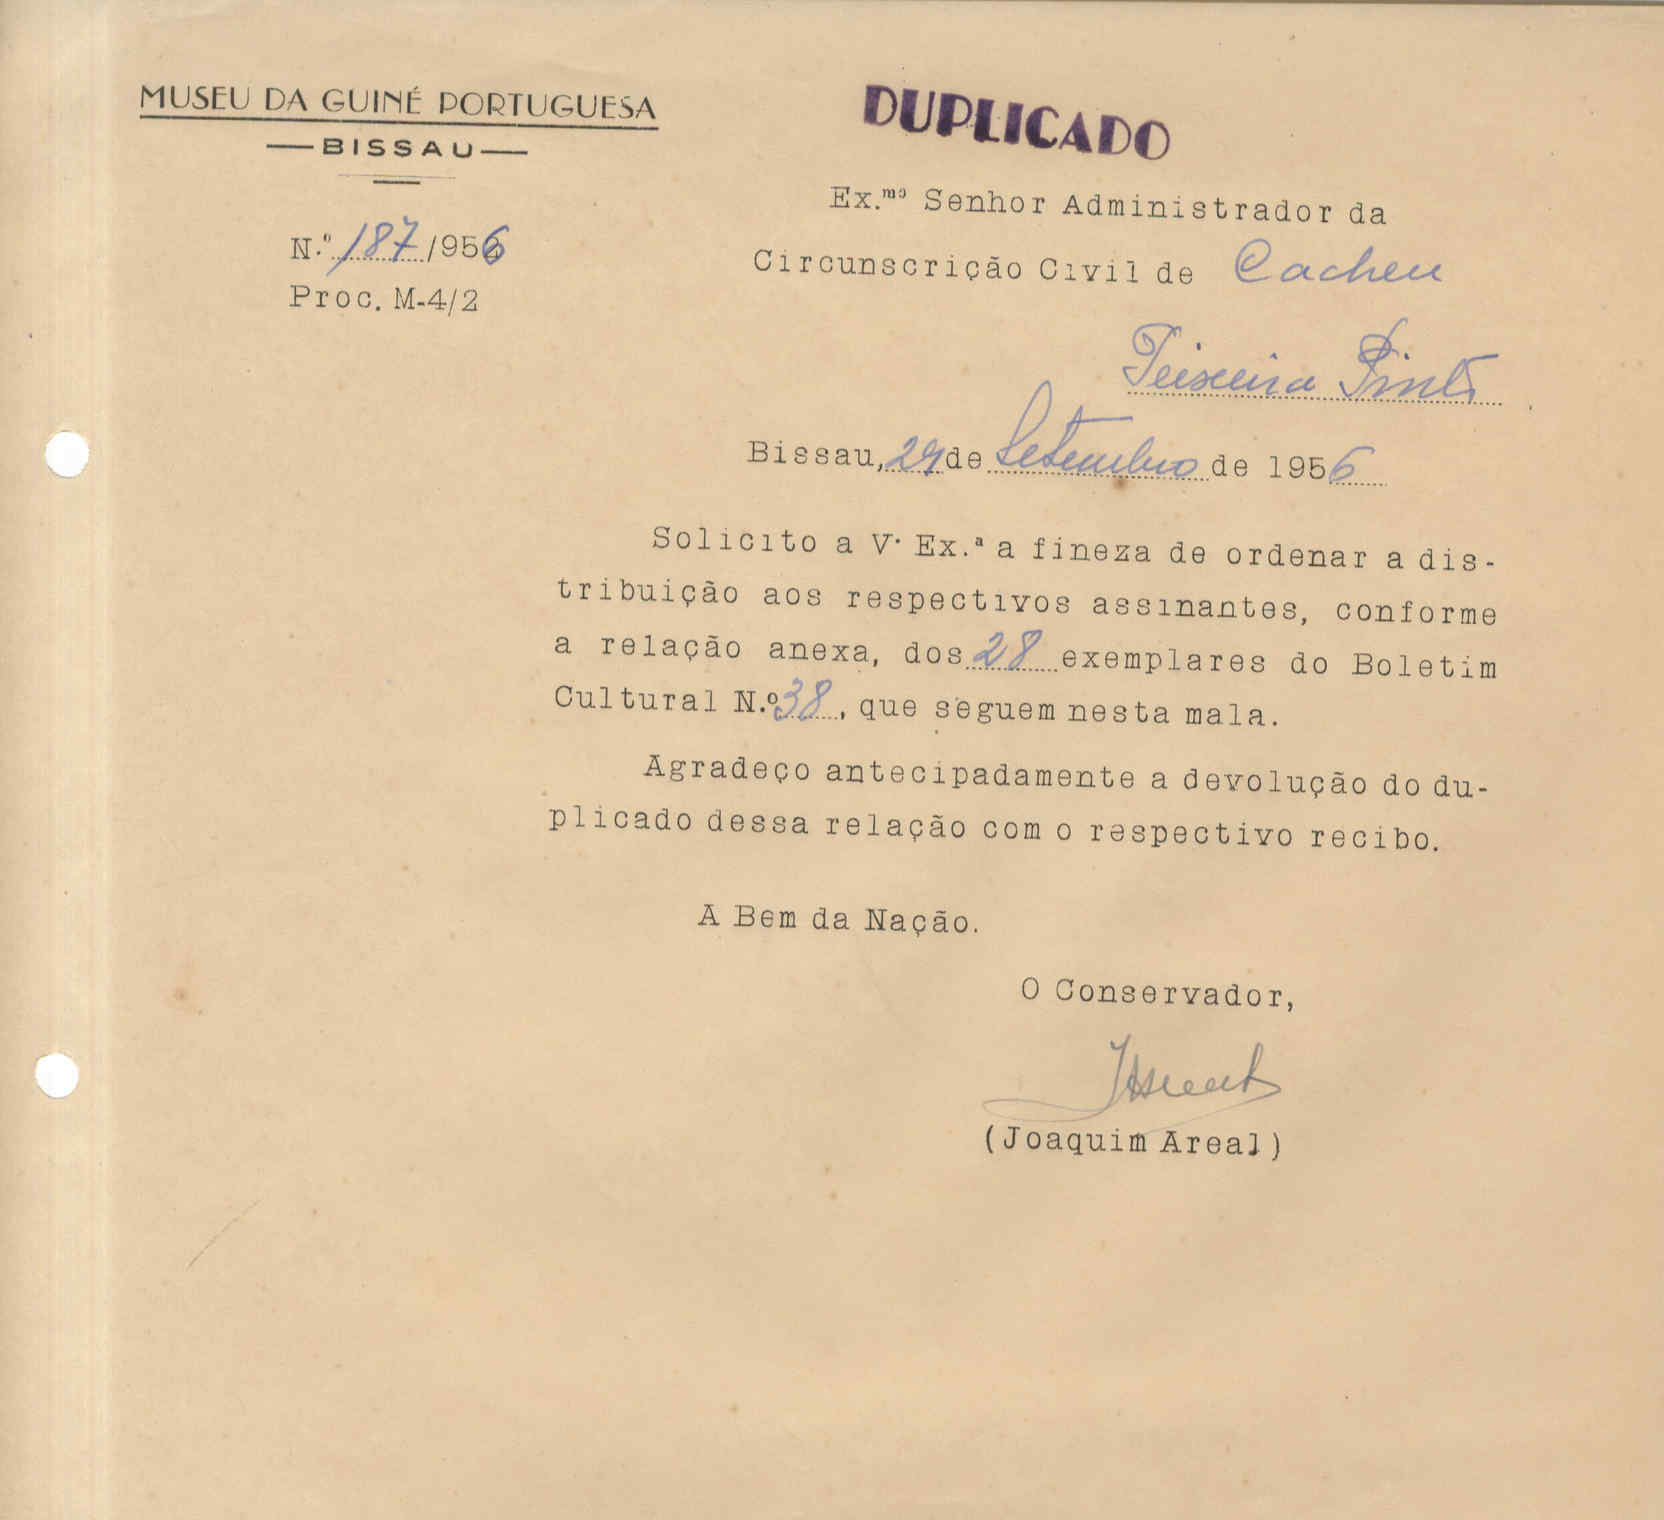 MUSEU DA GUINÉ PORTUGUESA
BISSAU
DUPLICADO
N.º 187/956
Proc. M-4/2
Ex.mo Senhor Administrador da
Circunscrição Civil de Cacheu
Teixeira Pinto
Bissau, 29 de Setembro de 1956
Solicito a V. Ex.ª a fineza de ordenar a dis-
tribuição aos respectivos assinantes, conforme
a relação anexa, dos 28 exemplares do Boletim
Cultural N.º 38, que seguem nesta mala.
Agradeço antecipadamente a devolução do du-
plicado dessa relação com o respectivo recibo.
A Bem da Nação.
O Conservador,
(Joaquim Areal)